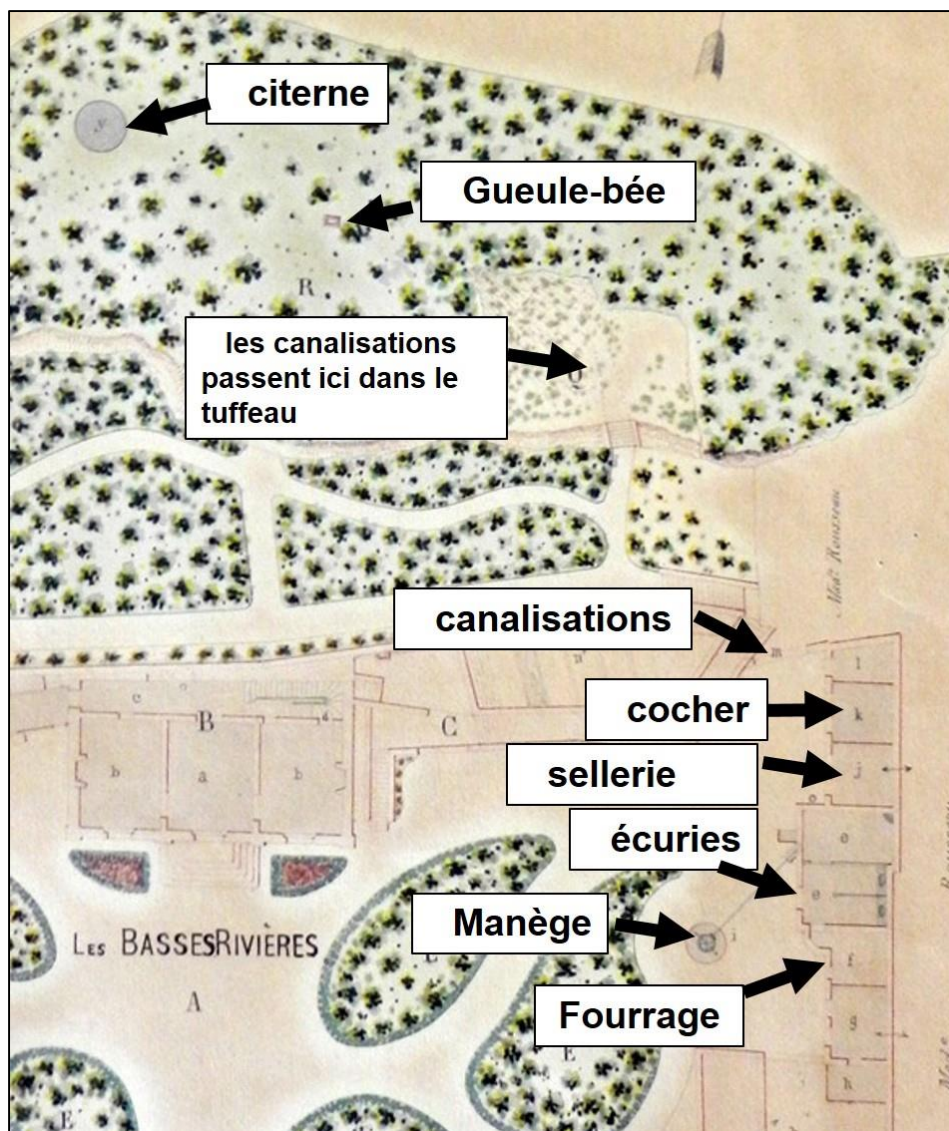 citerne
Gueule-bée
R
les canalisations
passent ici dans le
tuffeau
canalisations
m
l
cocher
k
B
C
sellerie
j
b
a
b
écuries
e
e
Manège
i
LES BASSES RIVIÈRES
f
A
Fourrage
g
E
h
E'